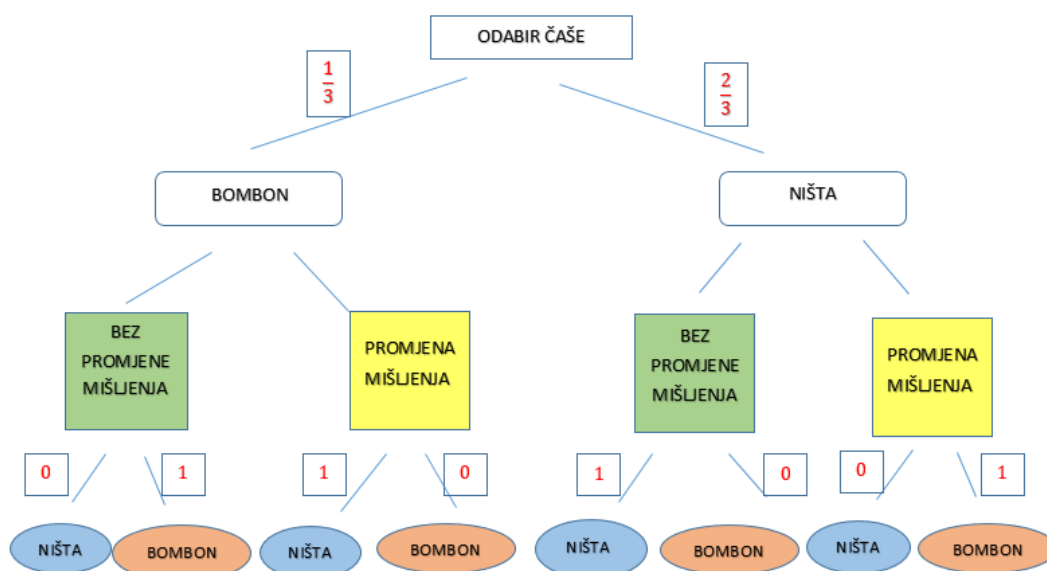 ODABIR ČAŠE
1
3
2
3
BOMBON
NIŠTA
BEZ
PROMJENE
MIŠLJENJA
PROMJENA
MIŠLJENJA
BEZ
PROMJENE
MIŠLJENJA
PROMJENA
MIŠLJENJA
0
1
1
0
1
0
0
1
NIŠTA
BOMBON
NIŠTA
BOMBON
NIŠTA
BOMBON
NIŠTA
BOMBON